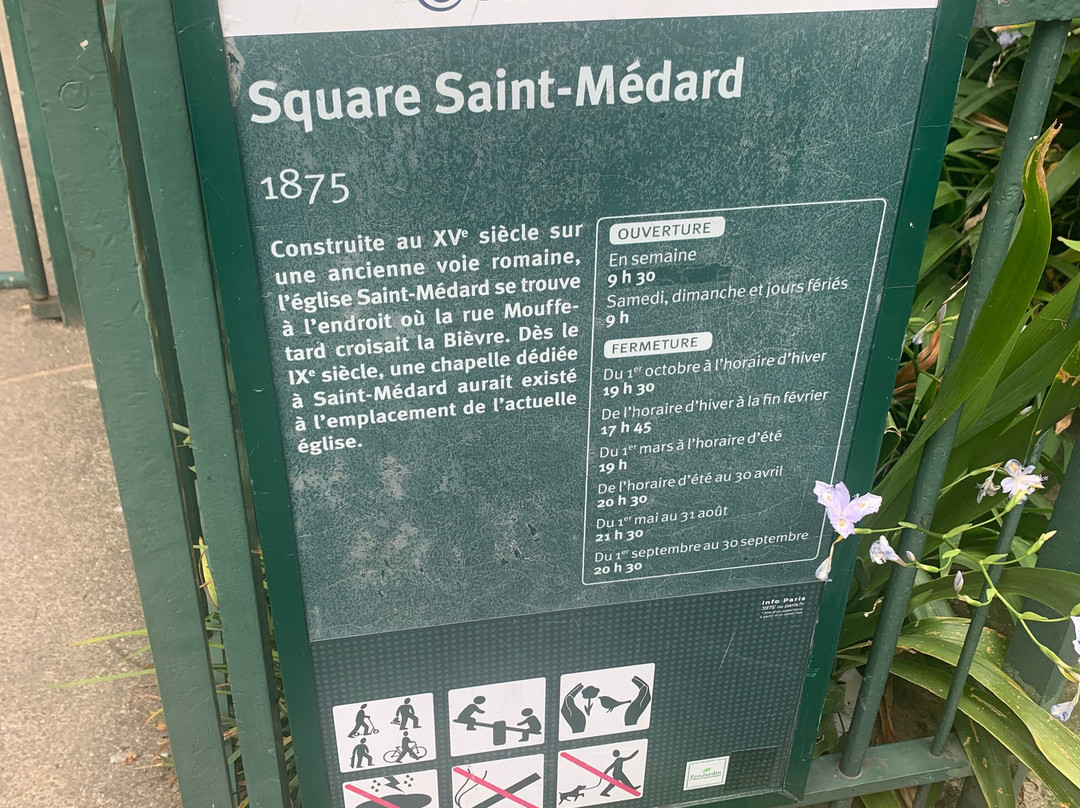 Square Saint-Médard
1875
Construite au XVe siècle sur
une ancienne voie romaine,
l'église Saint-Médard se trouve
à l'endroit où la rue Mouffe-
tard croisait la Bièvre. Dès le
IXe siècle, une chapelle dédiée
à Saint-Médard aurait existé
à l'emplacement de l'actuelle
église.
OUVERTURE
En semaine
9 h 30
Samedi, dimanche et jours fériés
9 h
FERMETURE
Du 1er octobre à l'horaire d'hiver
19 h 30
De l'horaire d'hiver à la fin février
17 h 45
Du 1er mars à l'horaire d'été
19 h
De l'horaire d'été au 30 avril
20 h 30
Du 1er mai au 31 août
21 h 30
Du 1er septembre au 30 septembre
20 h 30
Info Paris
3975* ou paris.fr